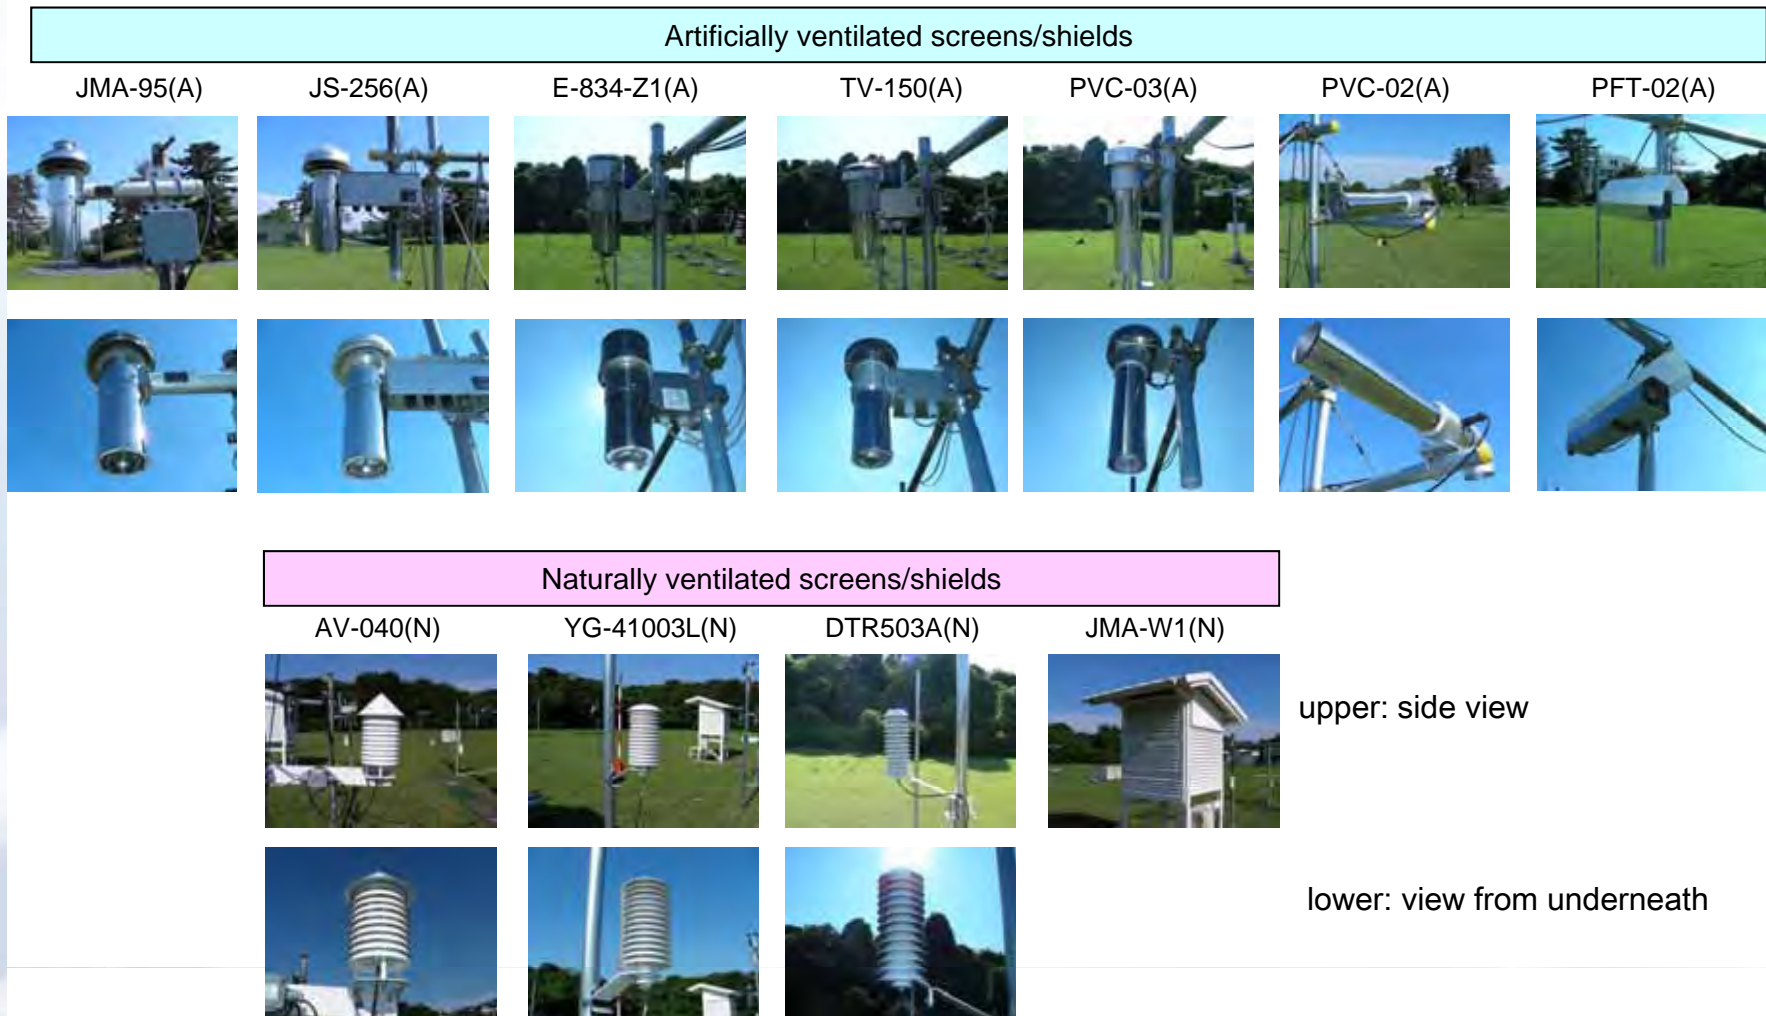 Artificially ventilated screens/shields
JMA-95(A) JS-256(A) E-834-Z1(A) TV-150(A) PVC-03(A) PVC-02(A) PFT-02(A)
Naturally ventilated screens/shields
AV-040(N) YG-41003L(N) DTR503A(N) JMA-W1(N)
upper: side view
lower: view from underneath